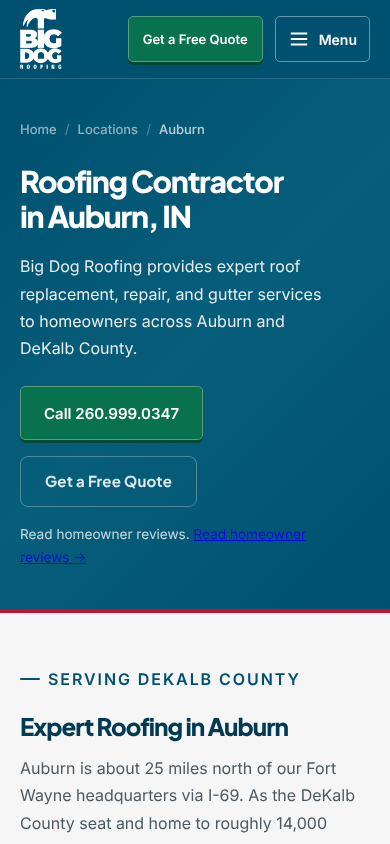 BIG
DOG
ROOFING
Get a Free Quote
Menu
Home / Locations / Auburn
Roofing Contractor
in Auburn, IN
Big Dog Roofing provides expert roof
replacement, repair, and gutter services
to homeowners across Auburn and
DeKalb County.
Call 260.999.0347
Get a Free Quote
Read homeowner reviews. Read homeowner
reviews →
— SERVING DEKALB COUNTY
Expert Roofing in Auburn
Auburn is about 25 miles north of our Fort
Wayne headquarters via I-69. As the DeKalb
County seat and home to roughly 14,000